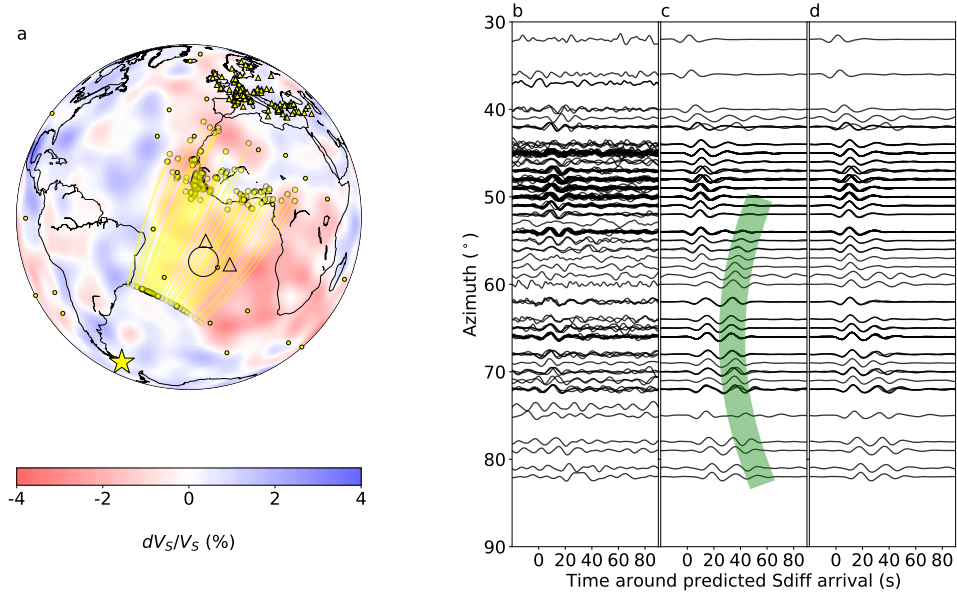 a
-4 -2 0 2 4
dV_S/V_S (%)
b c d
30
40
50
60
70
80
90
Azimuth (°)
0 20 40 60 80 0 20 40 60 80 0 20 40 60 80
Time around predicted Sdiff arrival (s)